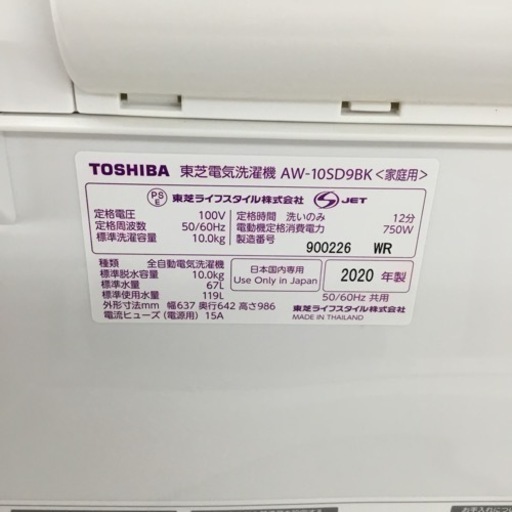 TOSHIBA 東芝電気洗濯機 AW-10SD9BK<家庭用>
PS E 東芝ライフスタイル株式会社 S JET
定格電圧 100V 定格時間 洗いのみ 12分
定格周波数 50/60Hz 電動機定格消費電力 750W
標準洗濯容量 10.0kg 製造番号 900226 WR
種類 全自動電気洗濯機
標準脱水容量 10.0kg
標準水量 67L
標準使用水量 119L
外形寸法mm 幅637 奥行642 高さ986
電流ヒューズ(電源用) 15A
日本国内専用
Use Only in Japan
2020 年製
50/60Hz 共用
東芝ライフスタイル株式会社
MADE IN THAILAND
お手入れについ